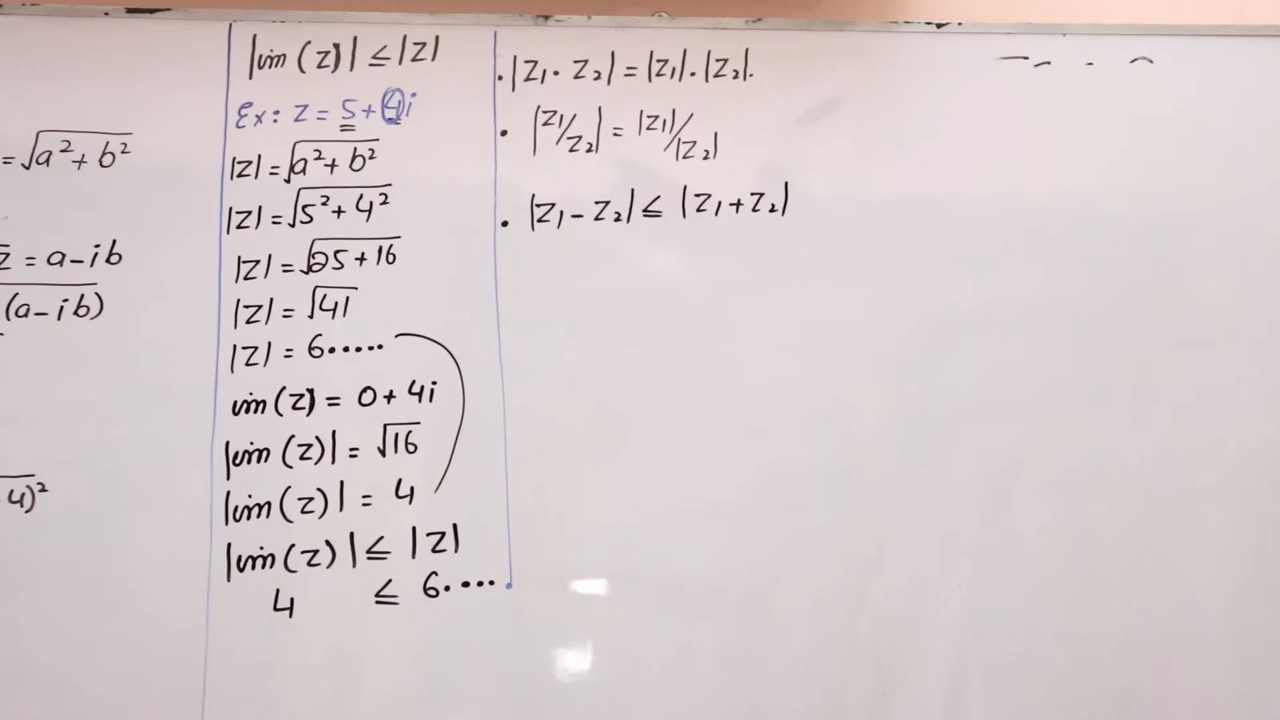 = √a²+b²
z̄ = a-ib
(a-ib)
4)²
|im (z)| ≤ |z|
Ex: z = 5+4i
|z| = √a²+b²
|z| = √5²+4²
|z| = √25+16
|z| = √41
|z| = 6.....
im (z) = 0+4i
|im (z)| = √16
|im (z)| = 4
|im (z)| ≤ |z|
4 ≤ 6.....
. |z₁ · z₂| = |z₁|.|z₂|.
. |z₁/z₂| = |z₁|/|z₂|
. |z₁ - z₂| ≤ |z₁+z₂|